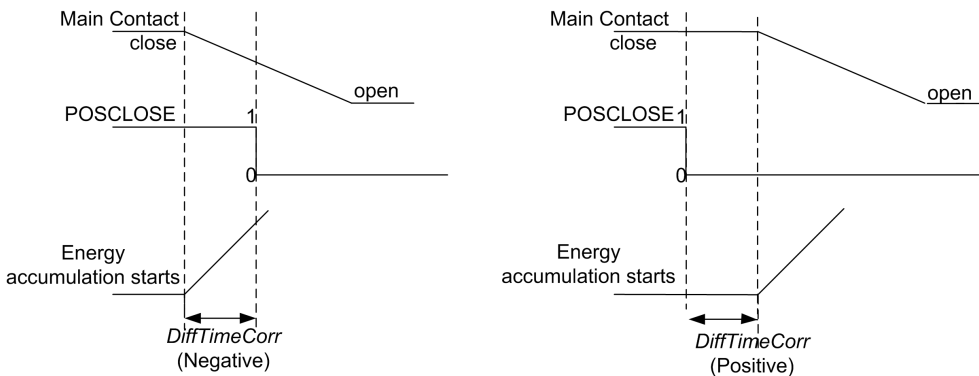 Main Contact
close
open
POSCLOSE
1
0
Energy
accumulation starts
DiffTimeCorr
(Negative)
Main Contact
close
open
POSCLOSE
1
0
Energy
accumulation starts
DiffTimeCorr
(Positive)